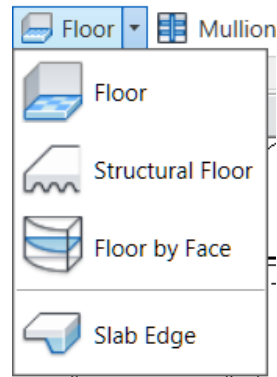 Floor Mullion
Floor
Structural Floor
Floor by Face
Slab Edge